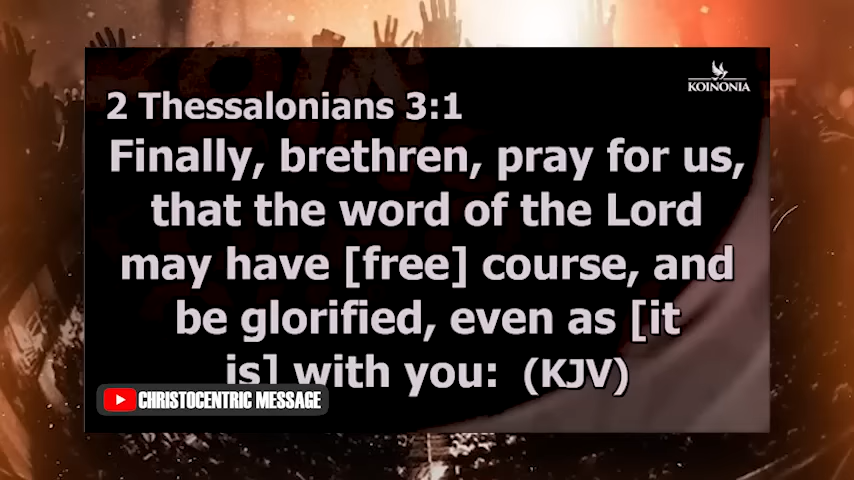 KOINONIA
2 Thessalonians 3:1
Finally, brethren, pray for us,
that the word of the Lord
may have [free] course, and
be glorified, even as [it
is] with you: (KJV)
CHRISTOCENTRIC MESSAGE